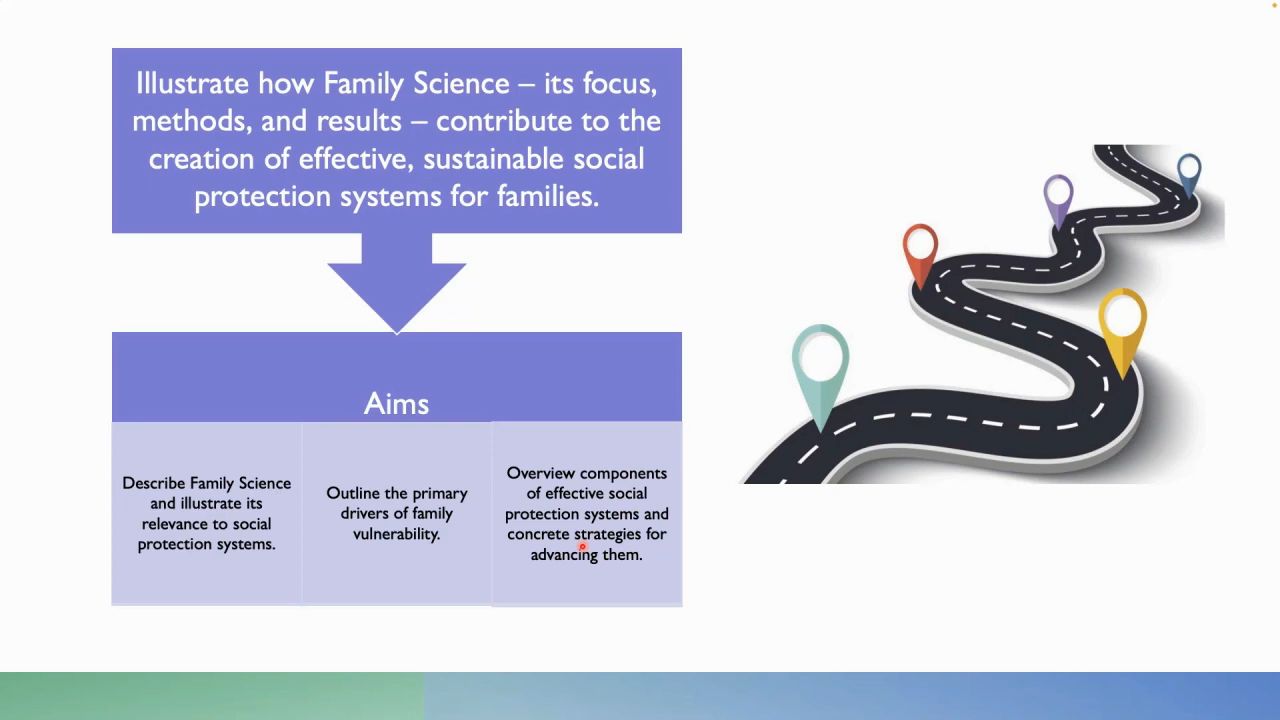 Illustrate how Family Science – its focus,
methods, and results – contribute to the
creation of effective, sustainable social
protection systems for families.
Aims
Describe Family Science
and illustrate its
relevance to social
protection systems.
Outline the primary
drivers of family
vulnerability.
Overview components
of effective social
protection systems and
concrete strategies for
advancing them.